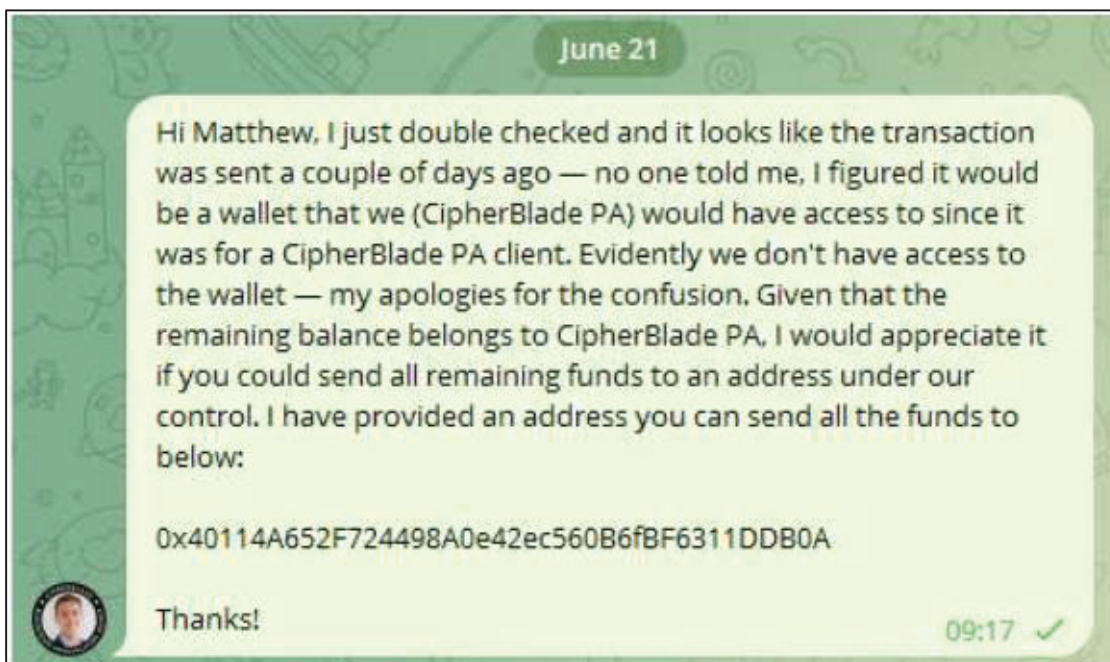 June 21
Hi Matthew, I just double checked and it looks like the transaction
was sent a couple of days ago — no one told me, I figured it would
be a wallet that we (CipherBlade PA) would have access to since it
was for a CipherBlade PA client. Evidently we don't have access to
the wallet — my apologies for the confusion. Given that the
remaining balance belongs to CipherBlade PA, I would appreciate it
if you could send all remaining funds to an address under our
control. I have provided an address you can send all the funds to
below:
0x40114A652F724498A0e42ec560B6fBF6311DDB0A
Thanks!
09:17